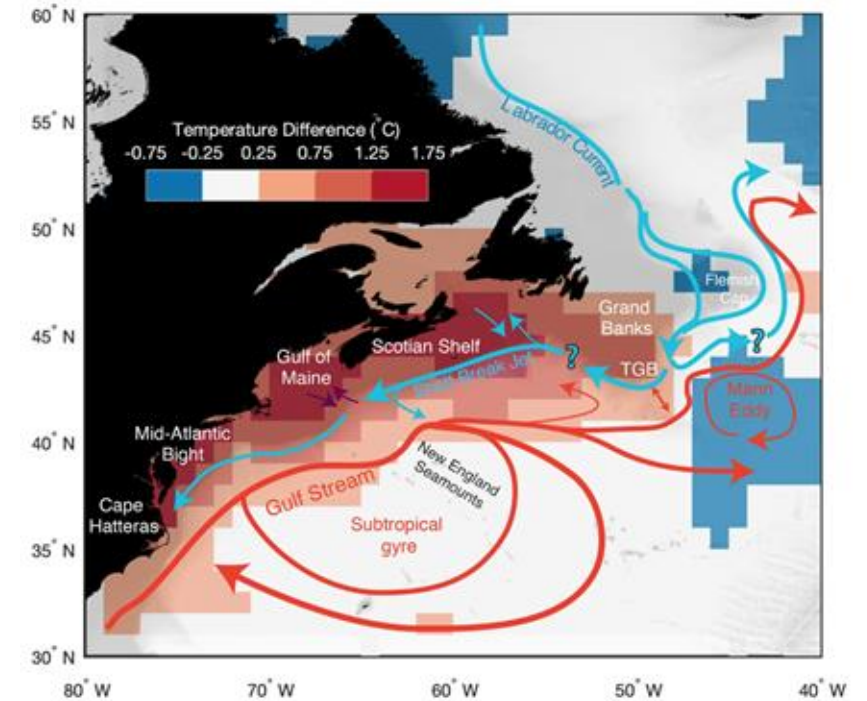 60° N
55° N
50° N
45° N
40° N
35° N
30° N
80° W
70° W
60° W
50° W
40° W
Temperature Difference (°C)
-0.75 -0.25 0.25 0.75 1.25 1.75
Labrador Current
Flemish
Cap
Grand
Banks
?
TGB
Mann
Eddy
?
Scotian Shelf
Gulf of
Maine
Break Jet
Mid-Atlantic
Bight
Cape
Hatteras
Gulf Stream
New England
Seamounts
Subtropical
gyre